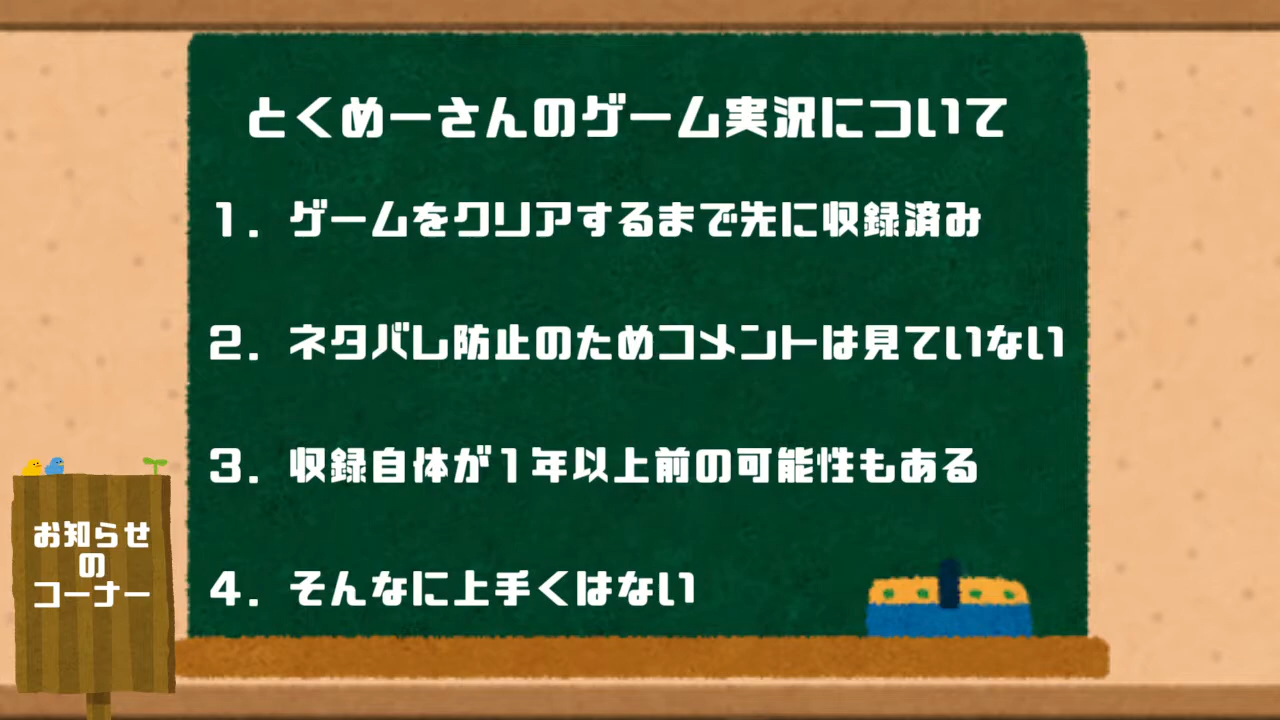 とくめーさんのゲーム実況について
1. ゲームをクリアするまで先に収録済み
2. ネタバレ防止のためコメントは見ていない
3. 収録自体が1年以上前の可能性もある
4. そんなに上手くはない
お知らせ
の
コーナー